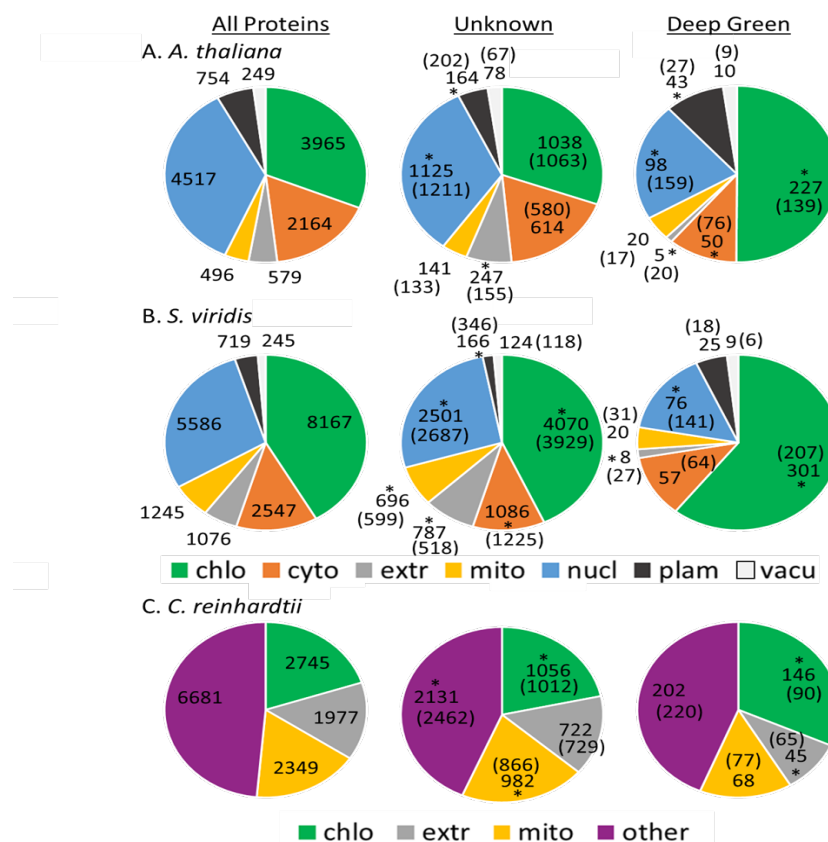 All Proteins Unknown Deep Green
A. A. thaliana
754 249 (202) 164 * (67) 78 (27) 43 * (9) 10
3965 4517 2164 496 579
1038 (1063) * 1125 (1211) (580) 614 141 (133) * 247 (155)
* 227 (139) * 98 (159) (76) 50 * 20 (17) 5 * (20)
B. S. viridis
719 245 (346) 166 * 124 (118) (18) 25 9 (6)
8167 5586 2547 1245 1076
* 4070 (3929) * 2501 (2687) 1086 * (1225) * 696 (599) * 787 (518)
(207) 301 * * 76 (141) (31) 20 * 8 (27) (64) 57
chlo cyto extr mito nucl plam vacu
C. C. reinhardtii
2745 6681 1977 2349
* 1056 (1012) * 2131 (2462) 722 (729) (866) 982 *
* 146 (90) 202 (220) (65) 45 * (77) 68
chlo extr mito other